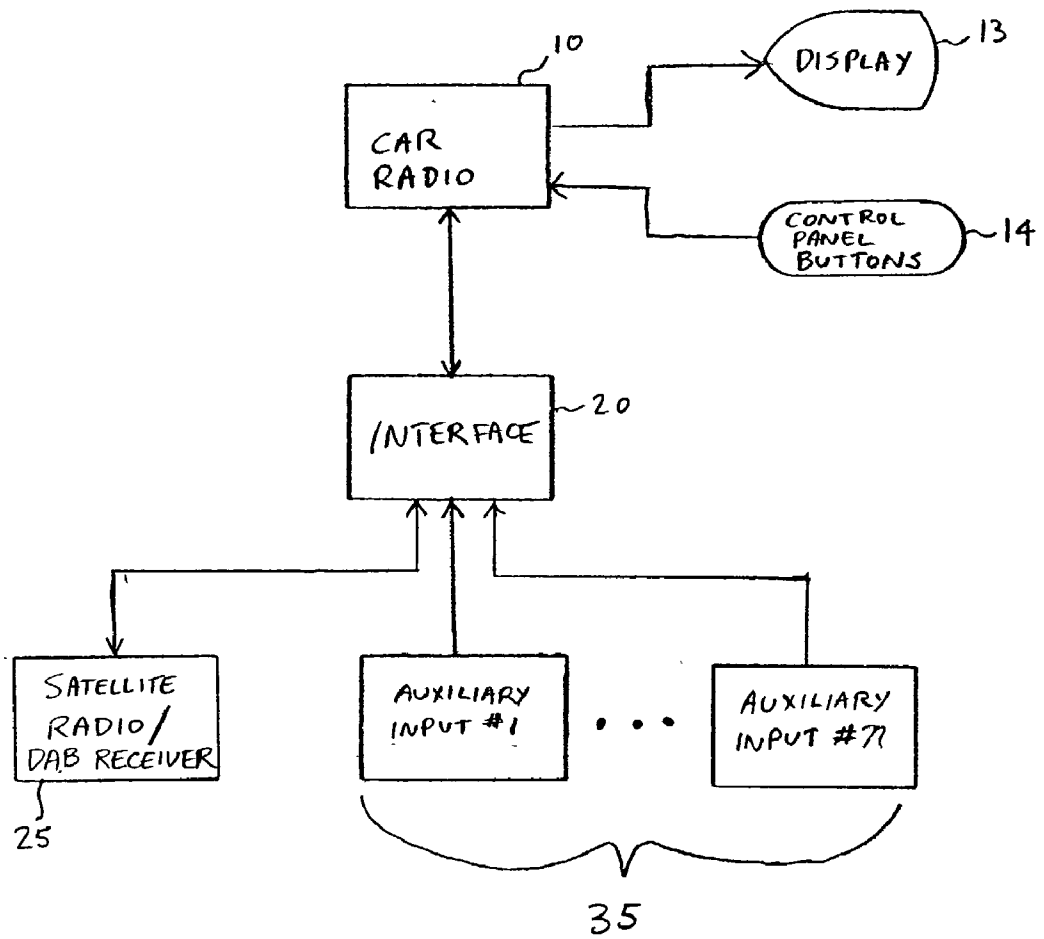 10
CAR
RADIO
DISPLAY
13
CONTROL
PANEL
BUTTONS
14
INTERFACE
20
SATELLITE
RADIO/
DAB RECEIVER
25
AUXILIARY
INPUT #1
AUXILIARY
INPUT #n
35